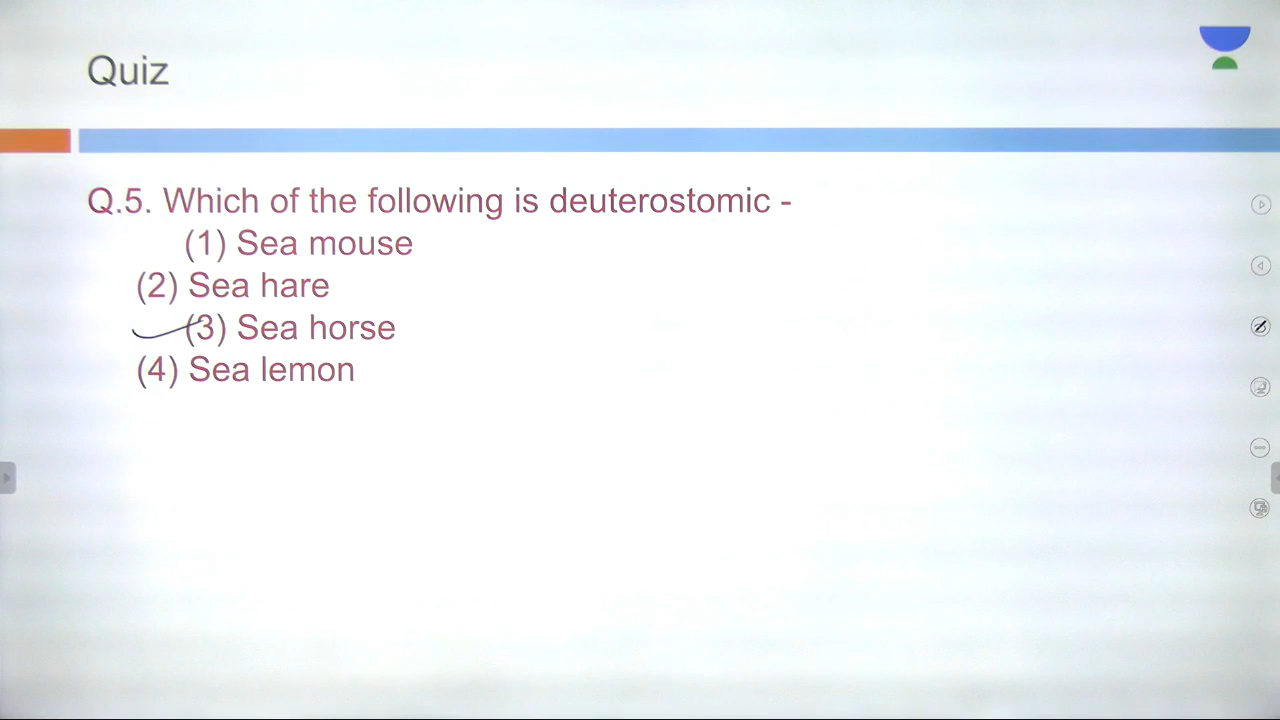 Quiz
Q.5. Which of the following is deuterostomic -
(1) Sea mouse
(2) Sea hare
(3) Sea horse
(4) Sea lemon